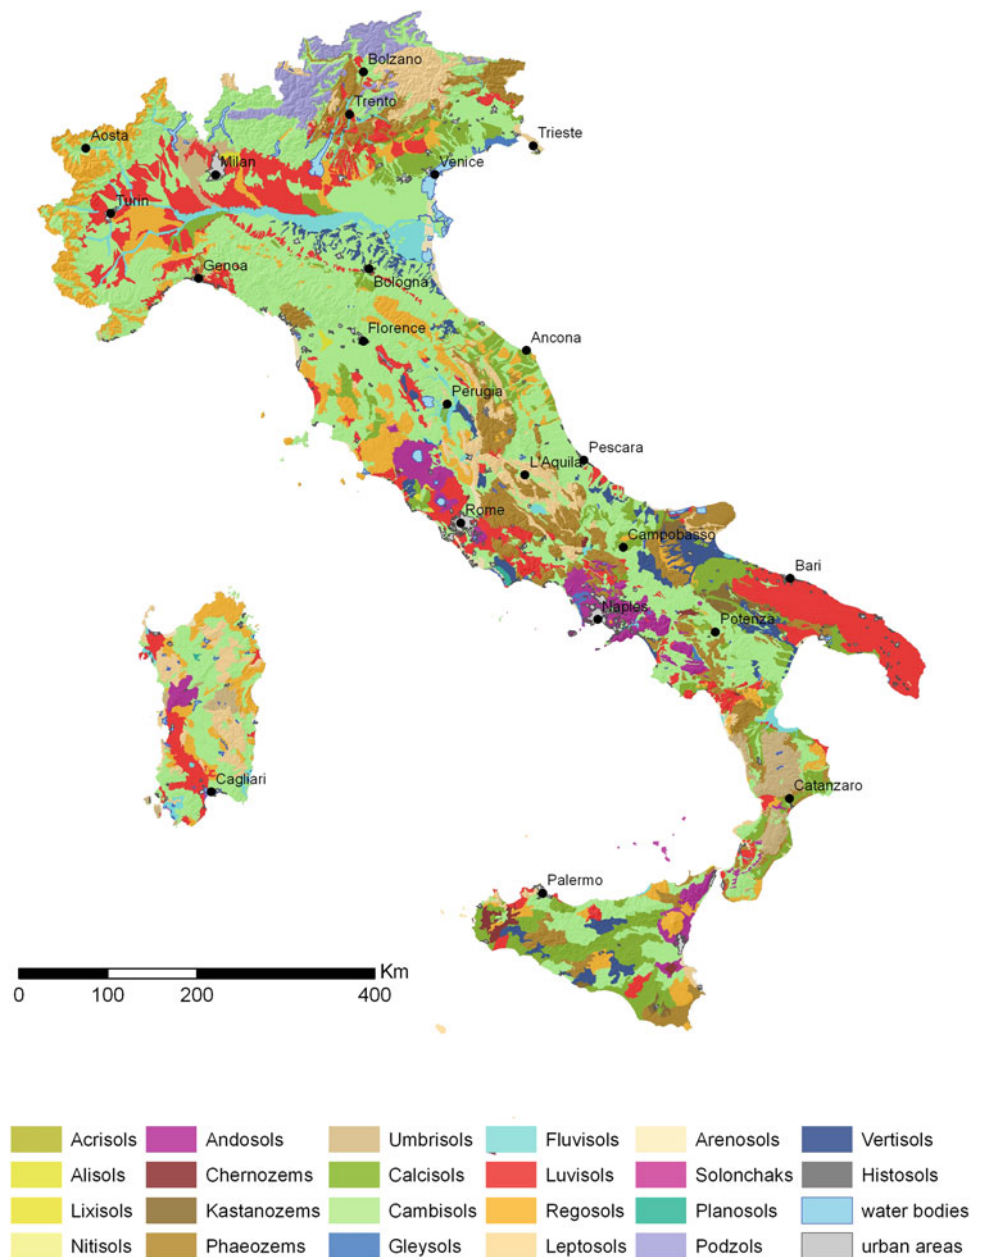 Bolzano
Trento
Aosta
Trieste
Milan
Venice
Turin
Genoa
Bologna
Florence
Ancona
Perugia
Pescara
L'Aquila
Rome
Campobasso
Bari
Naples
Potenza
Cagliari
Catanzaro
Palermo
Km
0 100 200 400
Acrisols Andosols Umbrisols Fluvisols Arenosols Vertisols
Alisols Chernozems Calcisols Luvisols Solonchaks Histosols
Lixisols Kastanozems Cambisols Regosols Planosols water bodies
Nitisols Phaeozems Gleysols Leptosols Podzols urban areas